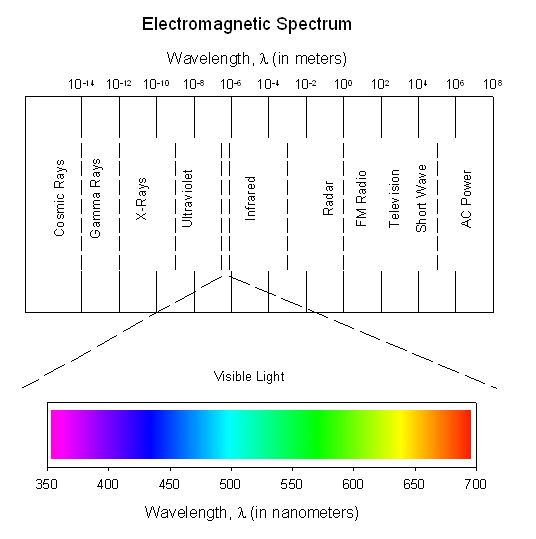 Electromagnetic Spectrum
Wavelength, λ (in meters)
10⁻¹⁴ 10⁻¹² 10⁻¹⁰ 10⁻⁸ 10⁻⁶ 10⁻⁴ 10⁻² 10⁰ 10² 10⁴ 10⁶ 10⁸
Cosmic Rays
Gamma Rays
X-Rays
Ultraviolet
Infrared
Radar
FM Radio
Television
Short Wave
AC Power
Visible Light
350 400 450 500 550 600 650 700
Wavelength, λ (in nanometers)